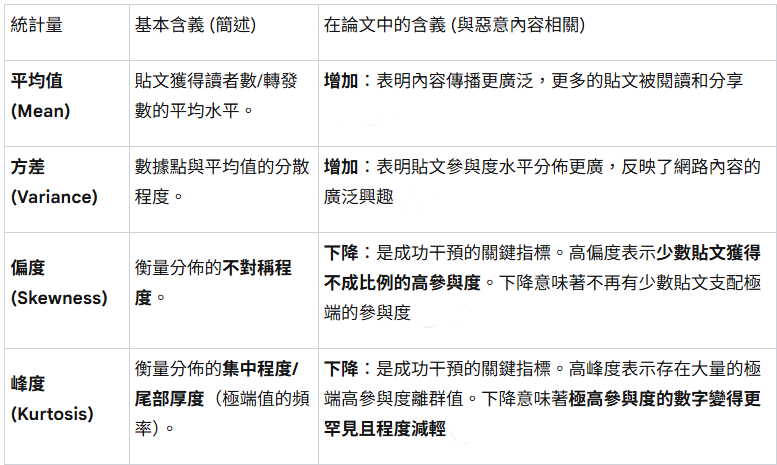 統計量
基本含義 (簡述)
在論文中的含義 (與惡意內容相關)
平均值
(Mean)
貼文獲得讀者數/轉發
數的平均水平。
增加：表明內容傳播更廣泛，更多的貼文被閱讀和分享
方差
(Variance)
數據點與平均值的分散
程度。
增加：表明貼文參與度水平分佈更廣，反映了網路內容的
廣泛興趣
偏度
(Skewness)
衡量分佈的不對稱程
度。
下降：是成功干預的關鍵指標。高偏度表示少數貼文獲得
不成比例的高參與度。下降意味著不再有少數貼文支配極
端的參與度
峰度
(Kurtosis)
衡量分佈的集中程度/
尾部厚度（極端值的頻
率）。
下降：是成功干預的關鍵指標。高峰度表示存在大量的極
端高參與度離群值。下降意味著極高參與度的數字變得更
罕見且程度減輕